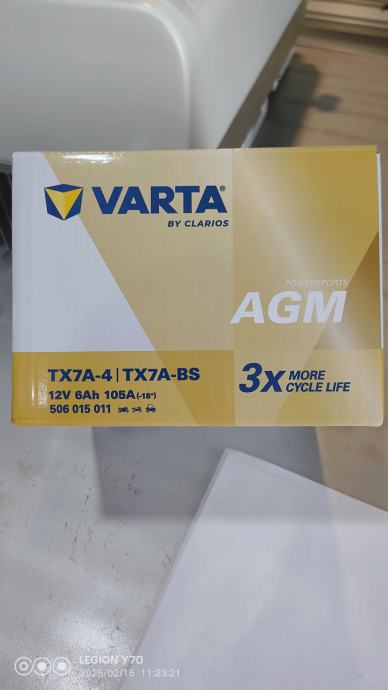 VARTA®
BY CLARIOS
POWERSPORTS
AGM
TX7A-4 | TX7A-BS
12V 6Ah 105A(-18°)
506 015 011
3x MORE
CYCLE LIFE
LEGION Y70
2026/02/15 11:23:21